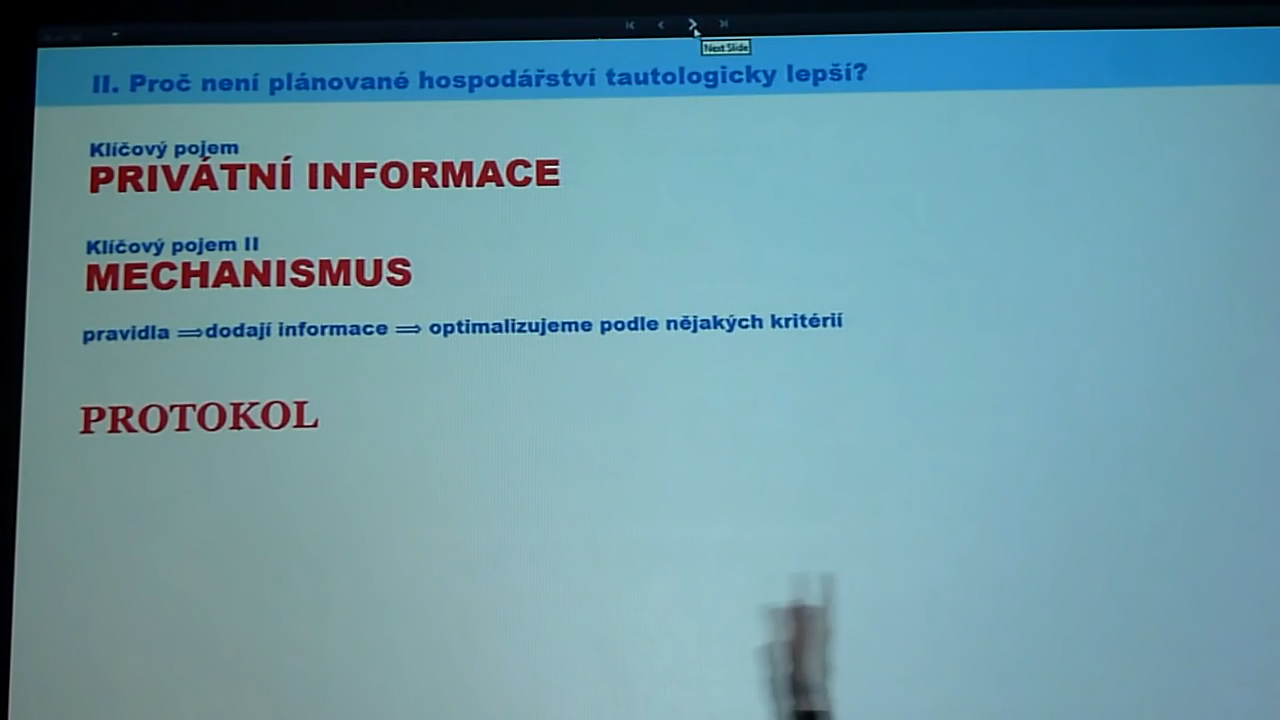 Next Slide
II. Proč není plánované hospodářství tautologicky lepší?
Klíčový pojem
PRIVÁTNÍ INFORMACE
Klíčový pojem II
MECHANISMUS
pravidla ⟹ dodají informace ⟹ optimalizujeme podle nějakých kritérií
PROTOKOL